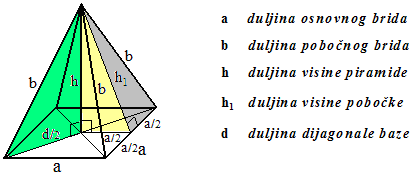 b
h
b
b
h₁
d/2
a/2
a/2
a/2
a
a
a duljina osnovnog brida
b duljina pobočnog brida
h duljina visine piramide
h₁ duljina visine pobočke
d duljina dijagonale baze